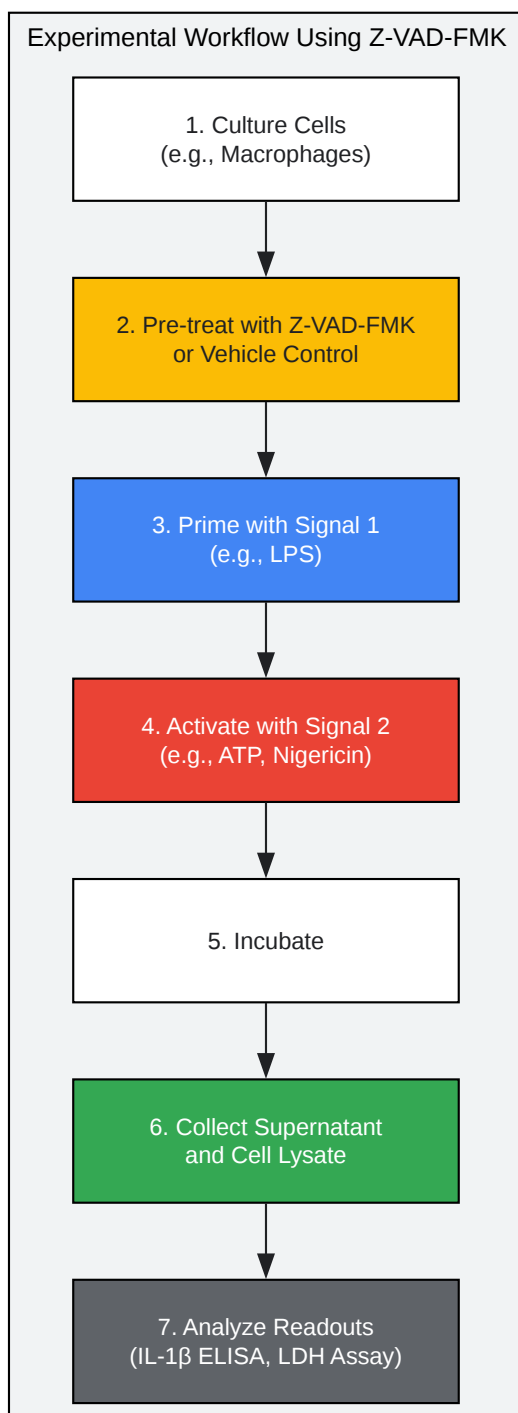 Experimental Workflow Using Z-VAD-FMK
1. Culture Cells
(e.g., Macrophages)
2. Pre-treat with Z-VAD-FMK
or Vehicle Control
3. Prime with Signal 1
(e.g., LPS)
4. Activate with Signal 2
(e.g., ATP, Nigericin)
5. Incubate
6. Collect Supernatant
and Cell Lysate
7. Analyze Readouts
(IL-1β ELISA, LDH Assay)